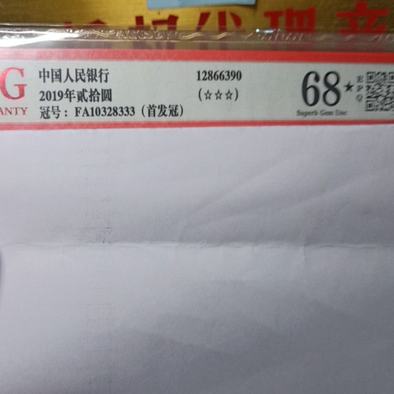 G
中国人民银行 12866390
2019年贰拾圆 (☆☆☆)
冠号: FA10328333 (首发冠)
ANTY
68★
EPQ
Superb Gem Unc